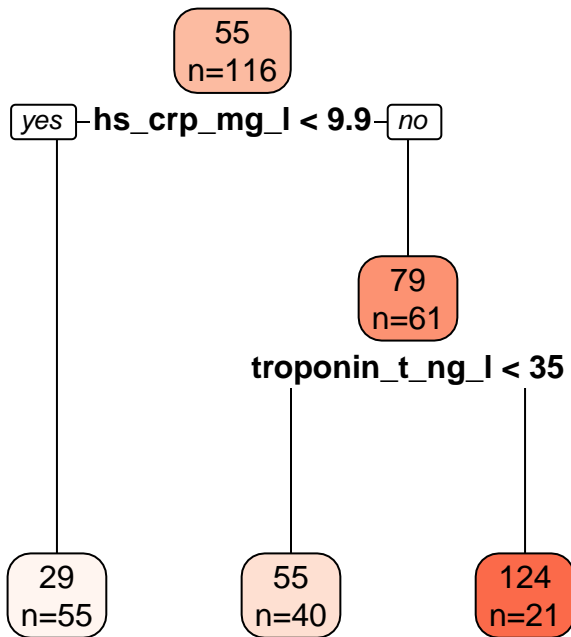 55
n=116
yes hs_crp_mg_l < 9.9 no
79
n=61
troponin_t_ng_l < 35
29
n=55
55
n=40
124
n=21